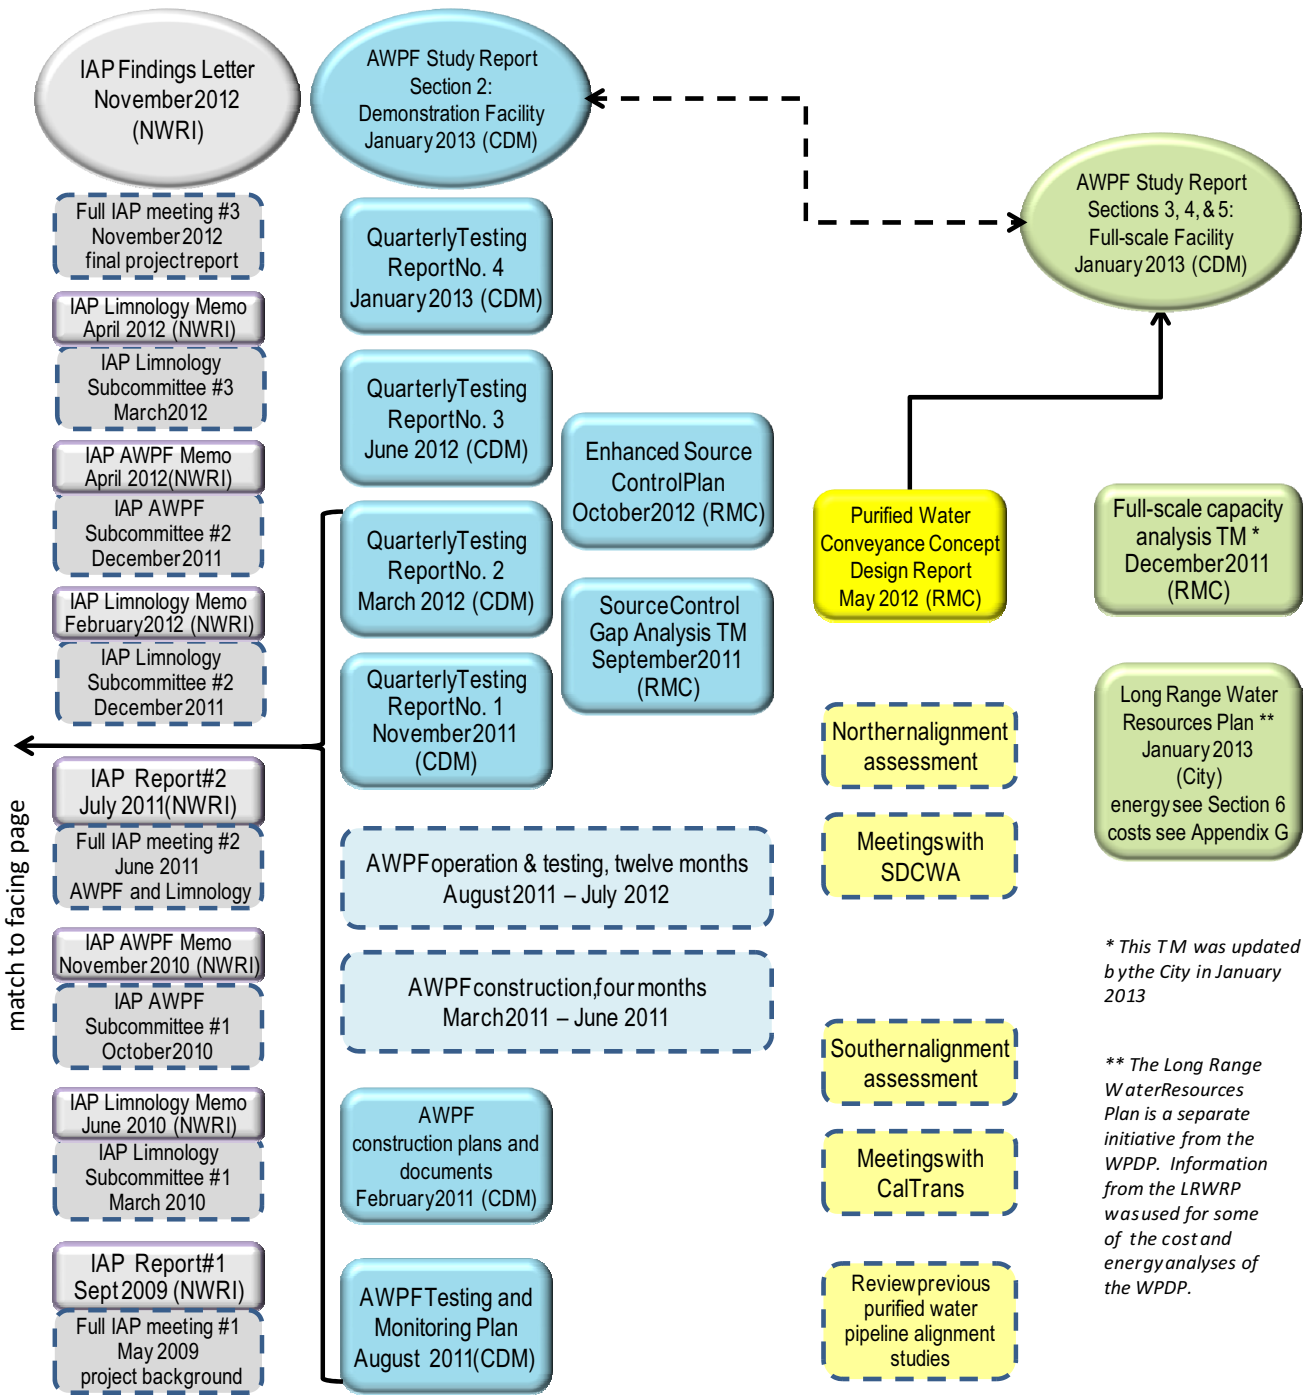 IAP Findings Letter
November 2012
(NWRI)
Full IAP meeting #3
November 2012
final project report
IAP Limnology Memo
April 2012 (NWRI)
IAP Limnology
Subcommittee #3
March 2012
IAP AWPF Memo
April 2012 (NWRI)
IAP AWPF
Subcommittee #2
December 2011
IAP Limnology Memo
February 2012 (NWRI)
IAP Limnology
Subcommittee #2
December 2011
IAP Report #2
July 2011 (NWRI)
Full IAP meeting #2
June 2011
AWPF and Limnology
IAP AWPF Memo
November 2010 (NWRI)
IAP AWPF
Subcommittee #1
October 2010
IAP Limnology Memo
June 2010 (NWRI)
IAP Limnology
Subcommittee #1
March 2010
IAP Report #1
Sept 2009 (NWRI)
Full IAP meeting #1
May 2009
project background
match to facing page
AWPF Study Report
Section 2:
Demonstration Facility
January 2013 (CDM)
Quarterly Testing
Report No. 4
January 2013 (CDM)
Quarterly Testing
Report No. 3
June 2012 (CDM)
Quarterly Testing
Report No. 2
March 2012 (CDM)
Quarterly Testing
Report No. 1
November 2011
(CDM)
Enhanced Source
Control Plan
October 2012 (RMC)
Source Control
Gap Analysis TM
September 2011
(RMC)
AWPF operation & testing, twelve months
August 2011 – July 2012
AWPF construction, four months
March 2011 – June 2011
AWPF
construction plans and
documents
February 2011 (CDM)
AWPF Testing and
Monitoring Plan
August 2011 (CDM)
Purified Water
Conveyance Concept
Design Report
May 2012 (RMC)
Northern alignment
assessment
Meetings with
SDCWA
Southern alignment
assessment
Meetings with
CalTrans
Review previous
purified water
pipeline alignment
studies
AWPF Study Report
Sections 3, 4, & 5:
Full-scale Facility
January 2013 (CDM)
Full-scale capacity
analysis TM *
December 2011
(RMC)
Long Range Water
Resources Plan **
January 2013
(City)
energy see Section 6
costs see Appendix G
* This TM was updated
by the City in January
2013
** The Long Range
Water Resources
Plan is a separate
initiative from the
WPDP. Information
from the LRWRP
was used for some
of the cost and
energy analyses of
the WPDP.